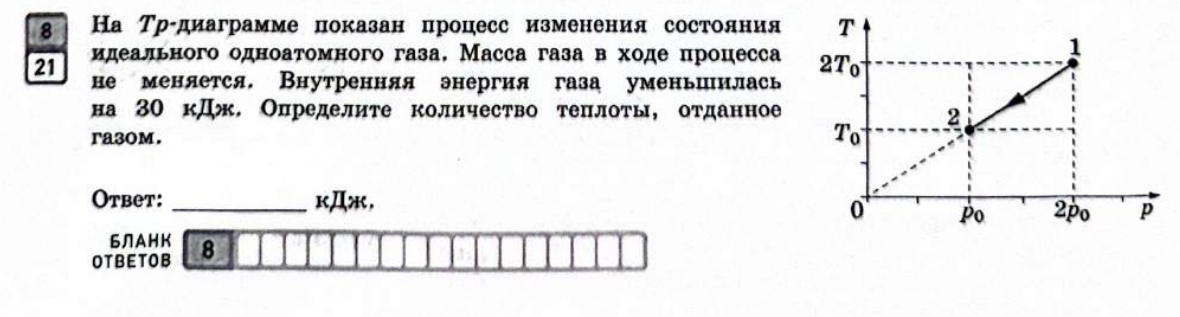 8
21
На Tp-диаграмме показан процесс изменения состояния
идеального одноатомного газа. Масса газа в ходе процесса
не меняется. Внутренняя энергия газа уменьшилась
на 30 кДж. Определите количество теплоты, отданное
газом.
Ответ: ____________ кДж.
БЛАНК
ОТВЕТОВ
8
T
2T₀
T₀
0
p₀
2p₀
p
1
2